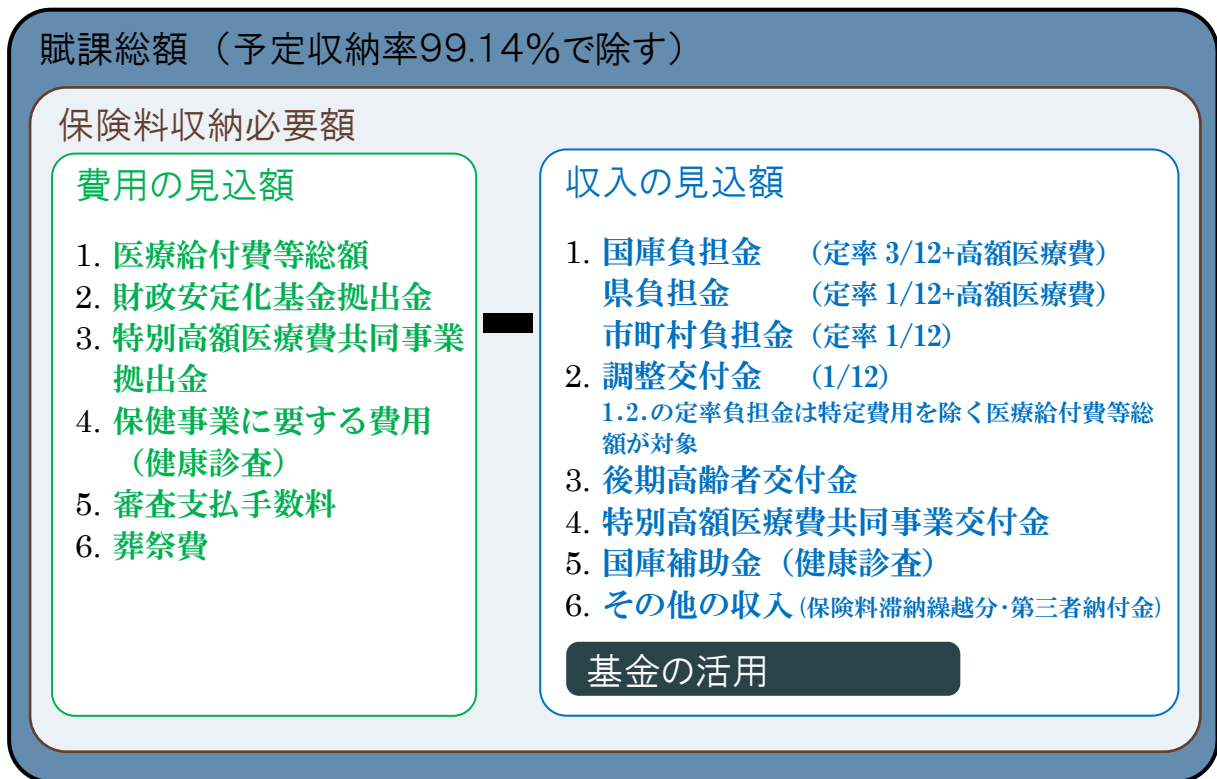 賦課総額（予定収納率99.14%で除す）
保険料収納必要額
費用の見込額
1. 医療給付費等総額
2. 財政安定化基金拠出金
3. 特別高額医療費共同事業
拠出金
4. 保健事業に要する費用
（健康診査）
5. 審査支払手数料
6. 葬祭費
収入の見込額
1. 国庫負担金 （定率 3/12+高額医療費）
県負担金 （定率 1/12+高額医療費）
市町村負担金（定率 1/12）
2. 調整交付金 （1/12）
1.2.の定率負担金は特定費用を除く医療給付費等総
額が対象
3. 後期高齢者交付金
4. 特別高額医療費共同事業交付金
5. 国庫補助金（健康診査）
6. その他の収入(保険料滞納繰越分･第三者納付金)
基金の活用